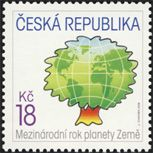 ČESKÁ REPUBLIKA
Kč
18
Mezinárodní rok planety Země